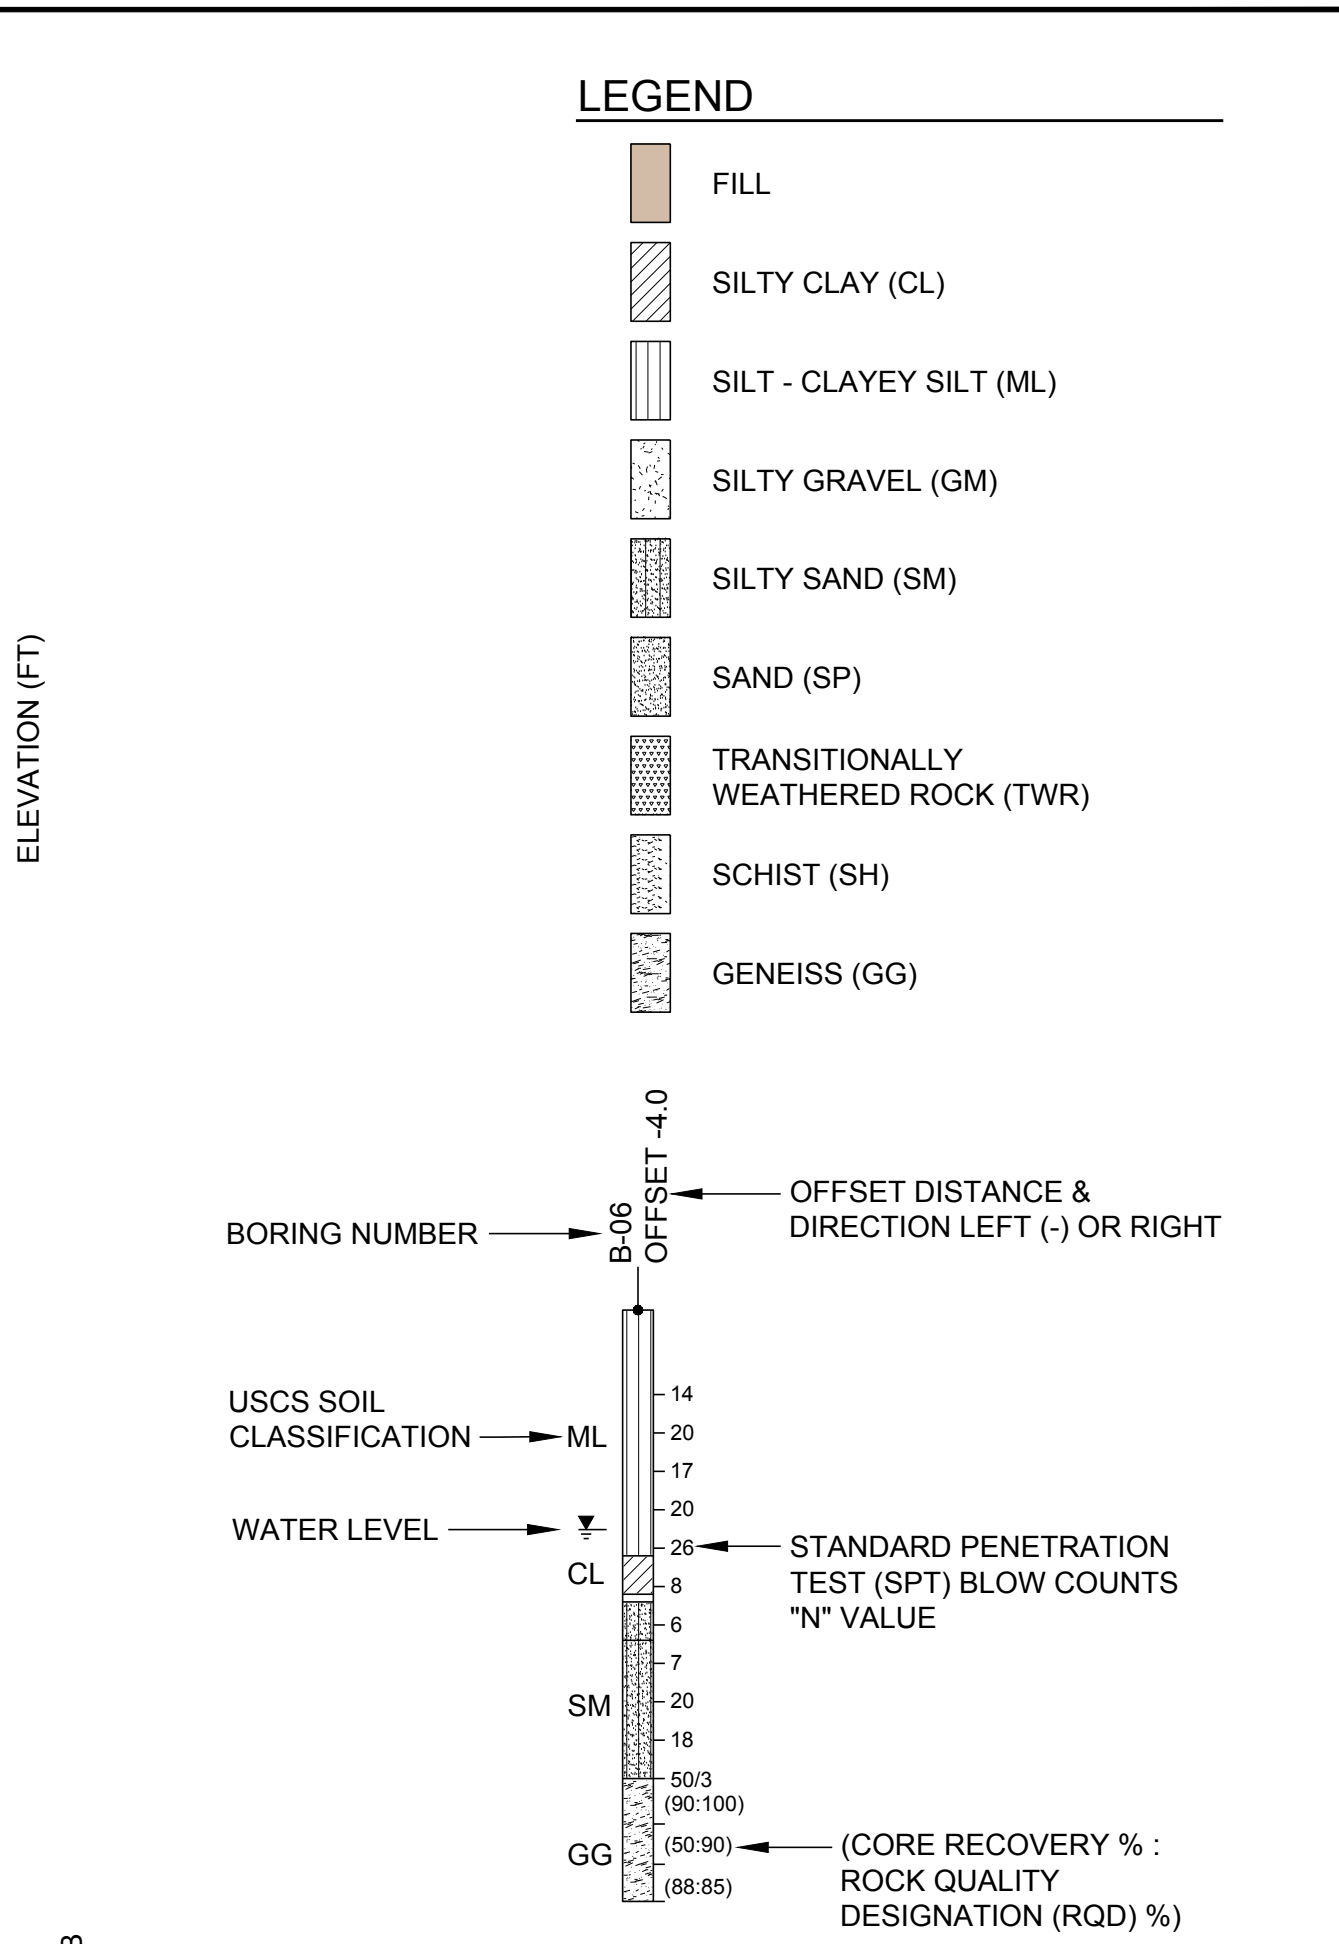 LEGEND
FILL
SILTY CLAY (CL)
SILT - CLAYEY SILT (ML)
SILTY GRAVEL (GM)
SILTY SAND (SM)
SAND (SP)
TRANSITIONALLY
WEATHERED ROCK (TWR)
SCHIST (SH)
GENEISS (GG)
ELEVATION (FT)
B-06
OFFSET -4.0
BORING NUMBER
OFFSET DISTANCE &
DIRECTION LEFT (-) OR RIGHT
USCS SOIL
CLASSIFICATION
ML
WATER LEVEL
CL
SM
GG
14
20
17
20
26
8
6
7
20
18
50/3
(90:100)
(50:90)
(88:85)
STANDARD PENETRATION
TEST (SPT) BLOW COUNTS
"N" VALUE
(CORE RECOVERY % :
ROCK QUALITY
DESIGNATION (RQD) %)